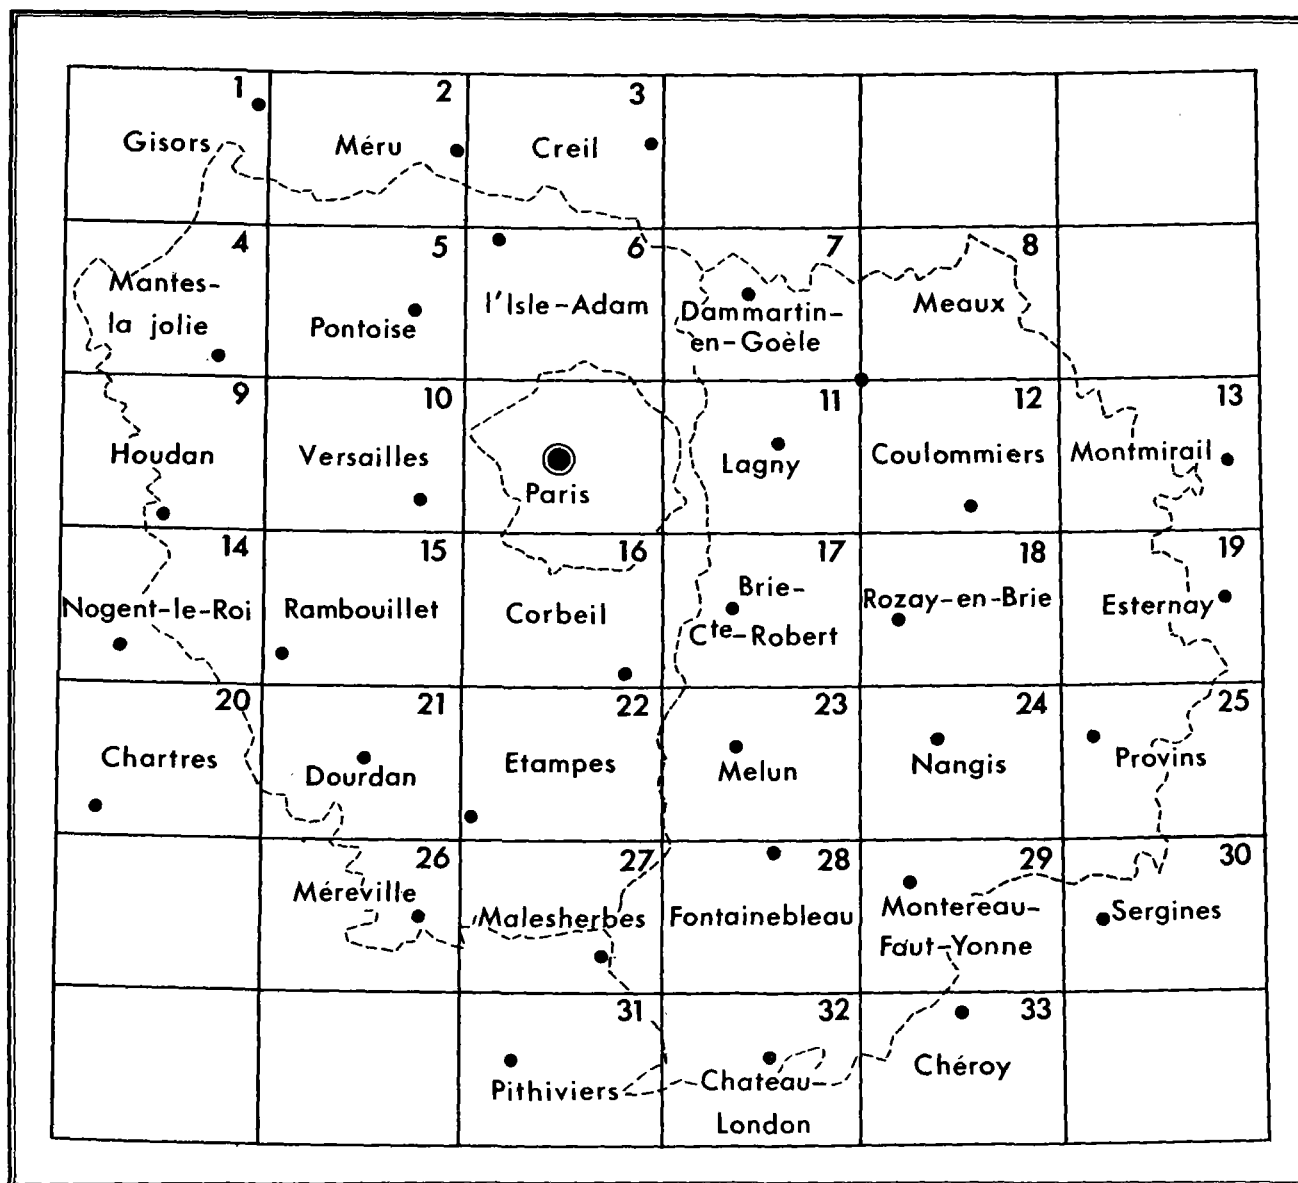 1
2
3
Gisors
Méru
Creil
4
5
6
7
8
Mantes-
la jolie
Pontoise
l'Isle-Adam
Dammartin-
en-Goèle
Meaux
9
10
11
12
13
Houdan
Versailles
Paris
Lagny
Coulommiers
Montmirail
14
15
16
17
18
19
Nogent-le-Roi
Rambouillet
Corbeil
Brie-
Cte-Robert
Rozay-en-Brie
Esternay
20
21
22
23
24
25
Chartres
Dourdan
Etampes
Melun
Nangis
Provins
26
27
28
29
30
Méreville
Malesherbes
Fontainebleau
Montereau-
Faut-Yonne
Sergines
31
32
33
Pithiviers
Chateau-
London
Chéroy